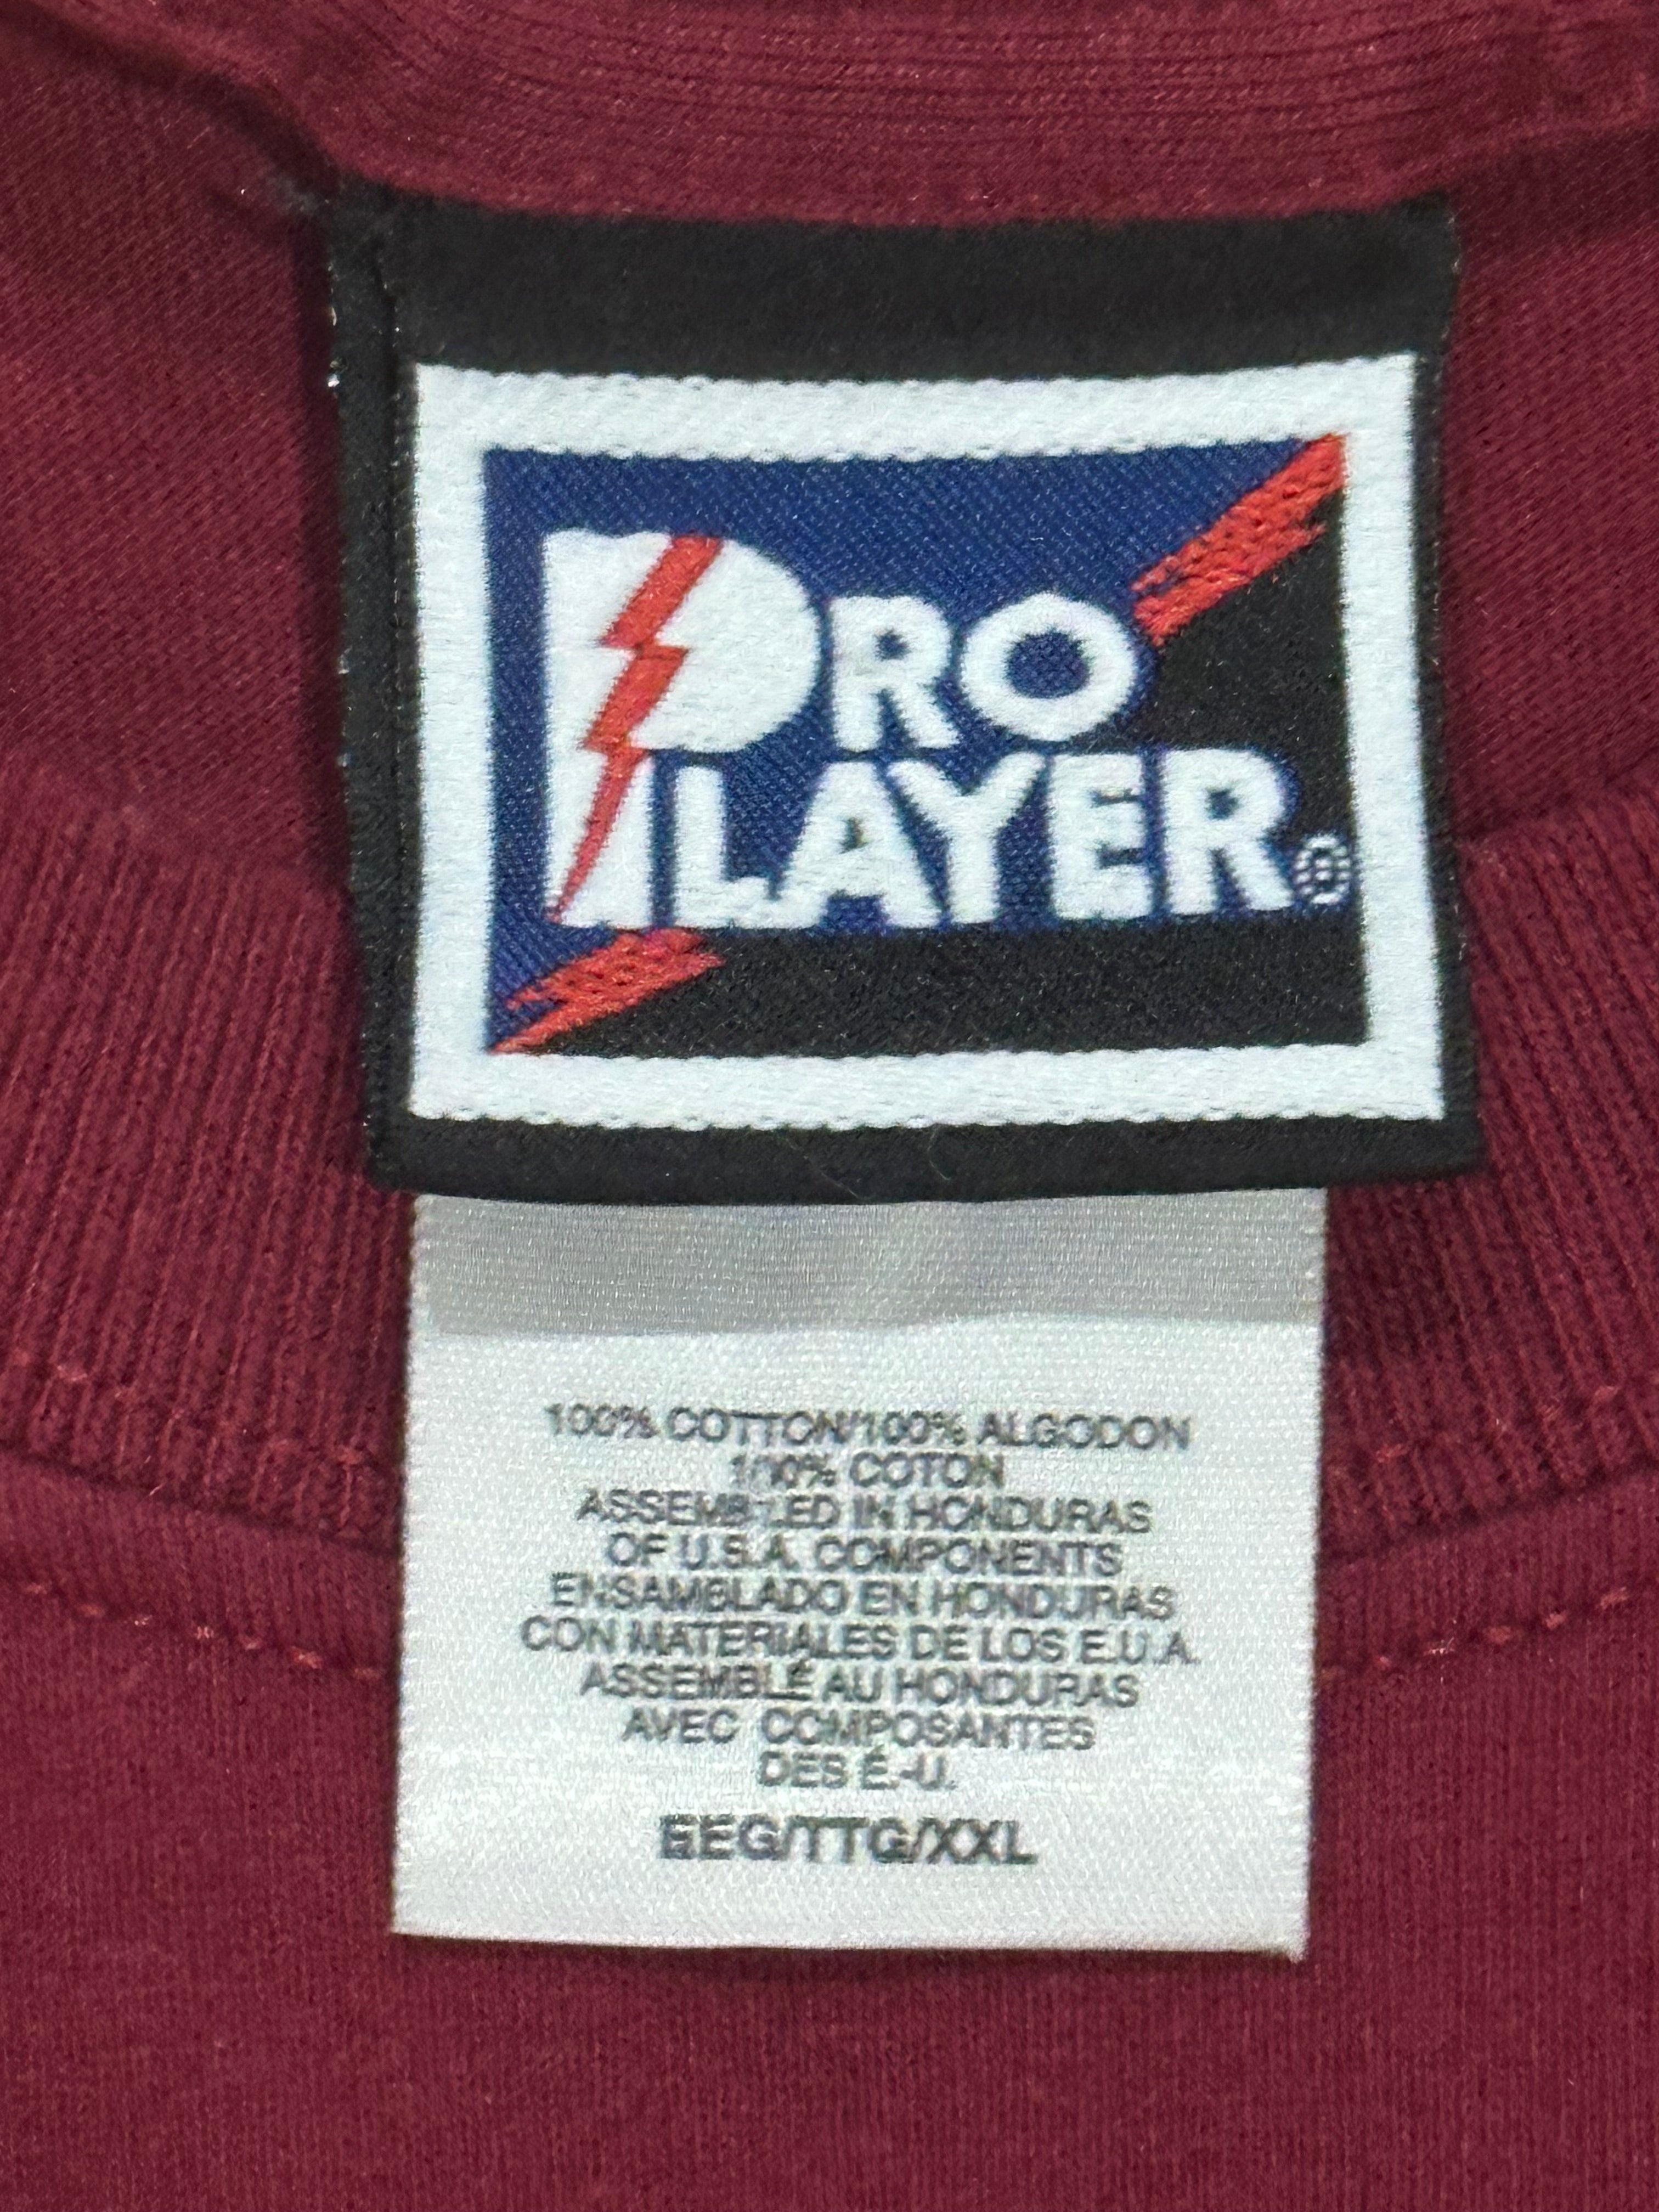 PRO
PLAYER®
100% COTTON/100% ALGODON
100% COTON
ASSEMBLED IN HONDURAS
OF U.S.A. COMPONENTS
ENSAMBLADO EN HONDURAS
CON MATERIALES DE LOS E.U.A.
ASSEMBLÉ AU HONDURAS
AVEC COMPOSANTES
DES É.-U.
EEG/TTG/XXL